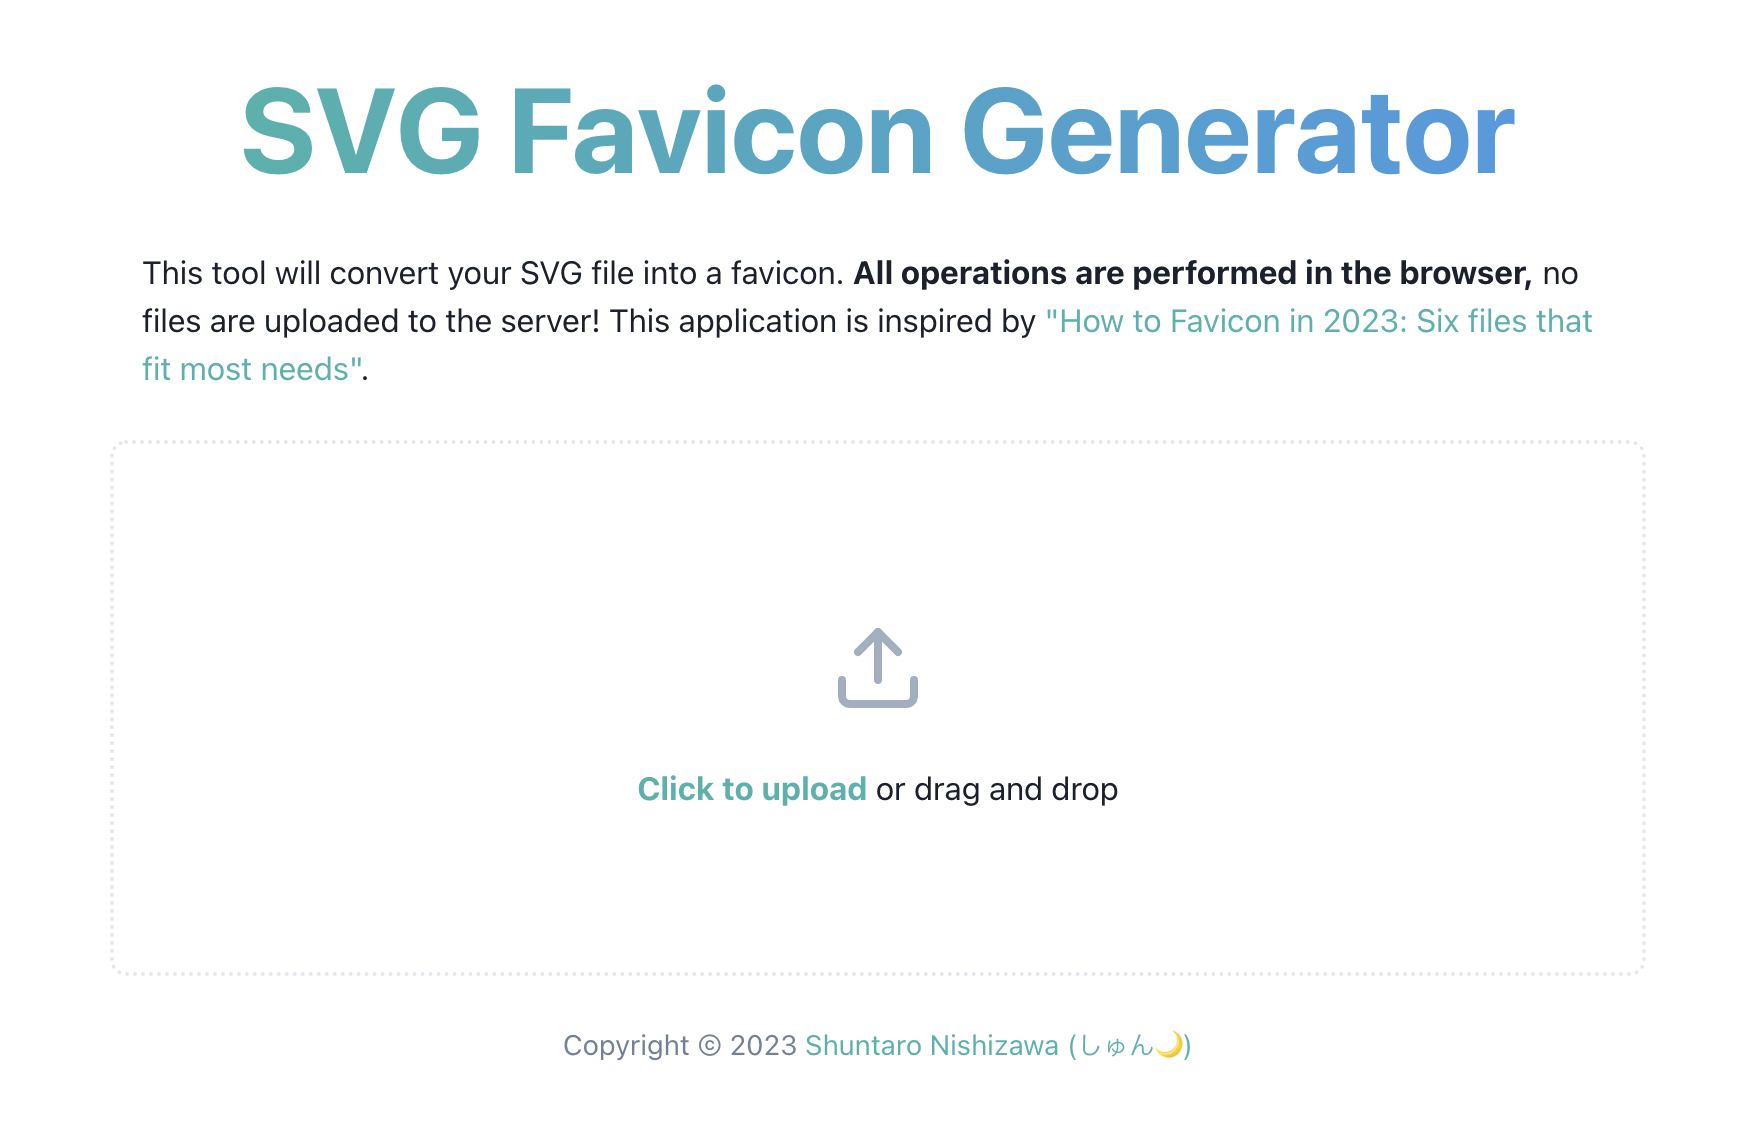 SVG Favicon Generator
This tool will convert your SVG file into a favicon. All operations are performed in the browser, no
files are uploaded to the server! This application is inspired by "How to Favicon in 2023: Six files that
fit most needs".
Click to upload or drag and drop
Copyright © 2023 Shuntaro Nishizawa (しゅん🌙)